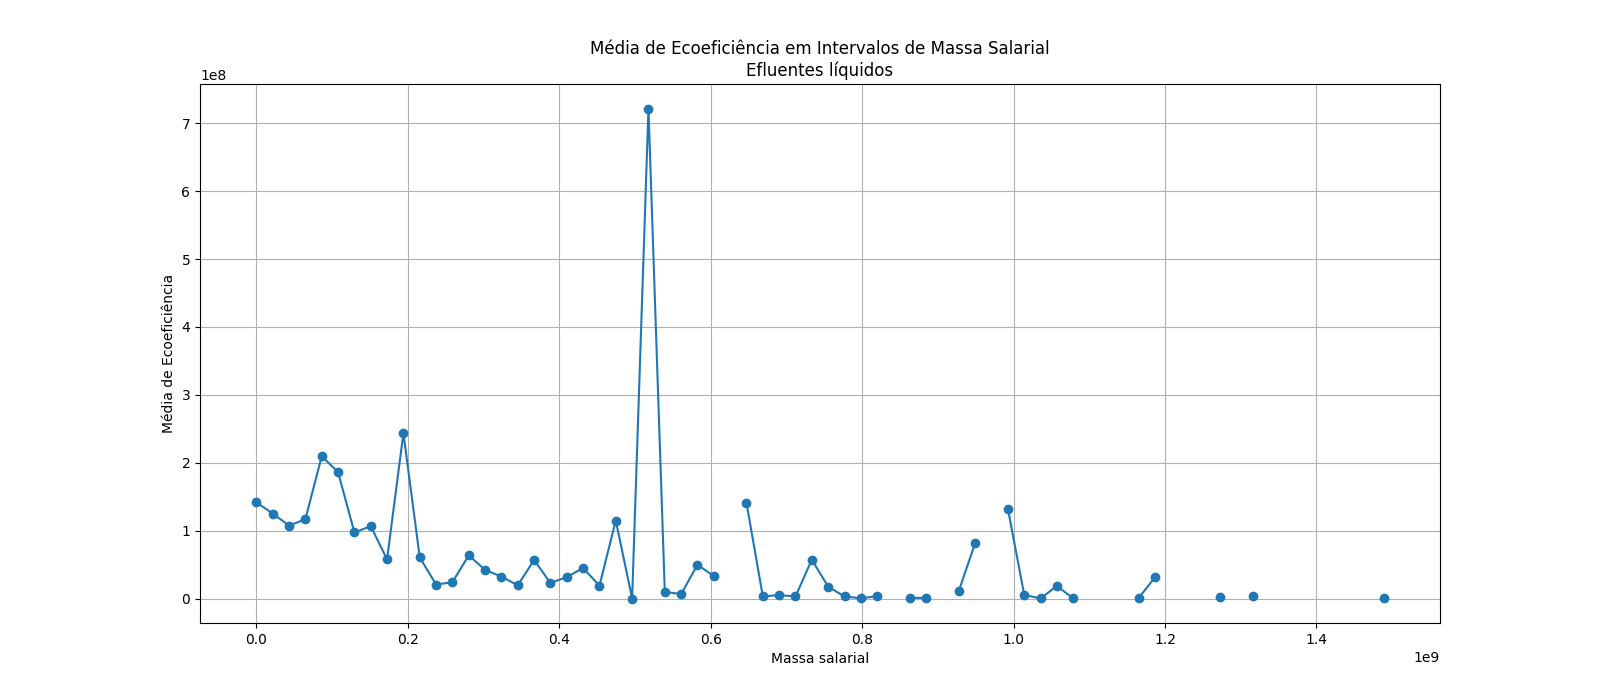 Média de Ecoeficiência em Intervalos de Massa Salarial
Efluentes líquidos
1e8
7
6
5
4
3
2
1
0
Média de Ecoeficiência
0.0 0.2 0.4 0.6 0.8 1.0 1.2 1.4
1e9
Massa salarial